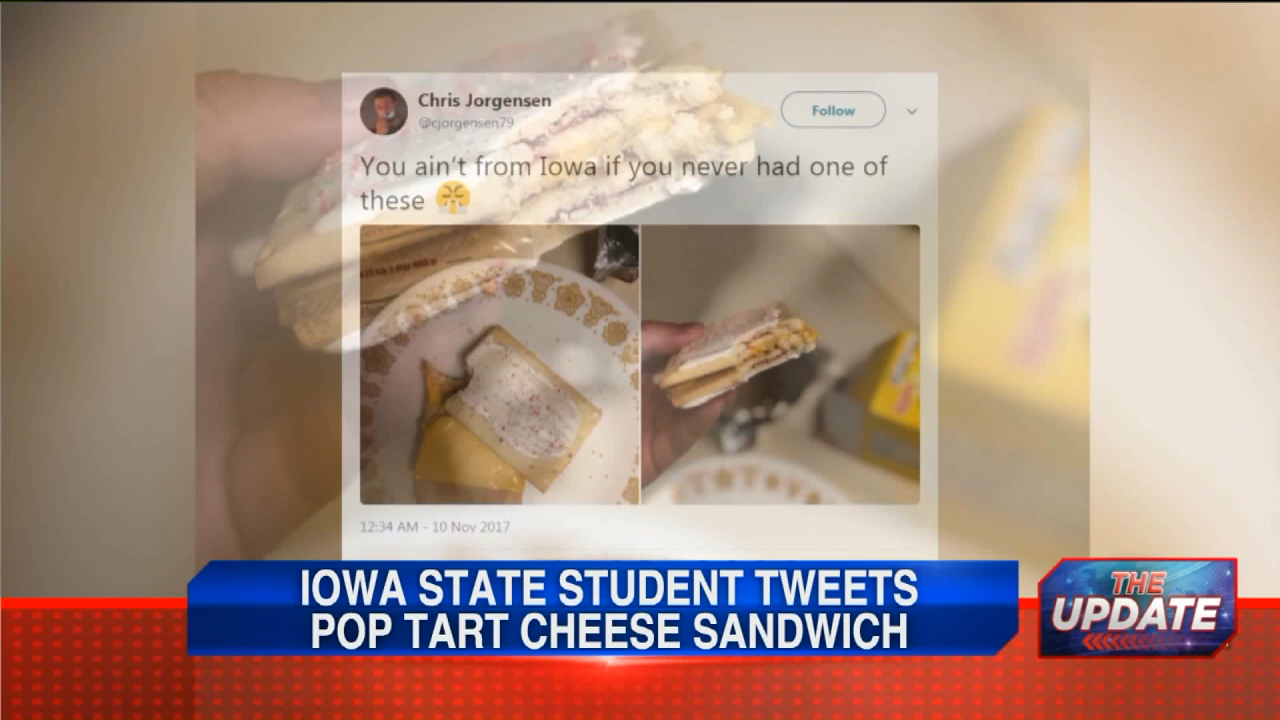 Chris Jorgensen
@cjorgensen79
Follow
You ain't from Iowa if you never had one of
these
12:34 AM - 10 Nov 2017
IOWA STATE STUDENT TWEETS
POP TART CHEESE SANDWICH
THE
UPDATE